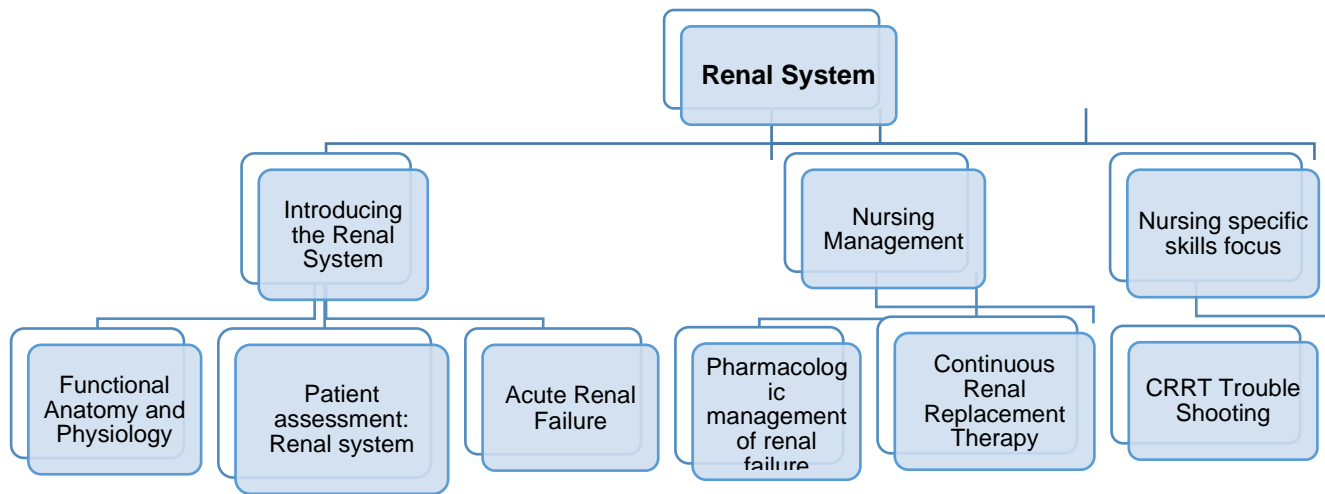 Renal System
Introducing
the Renal
System
Nursing
Management
Nursing specific
skills focus
Functional
Anatomy and
Physiology
Patient
assessment:
Renal system
Acute Renal
Failure
Pharmacolog
ic
management
of renal
failure
Continuous
Renal
Replacement
Therapy
CRRT Trouble
Shooting